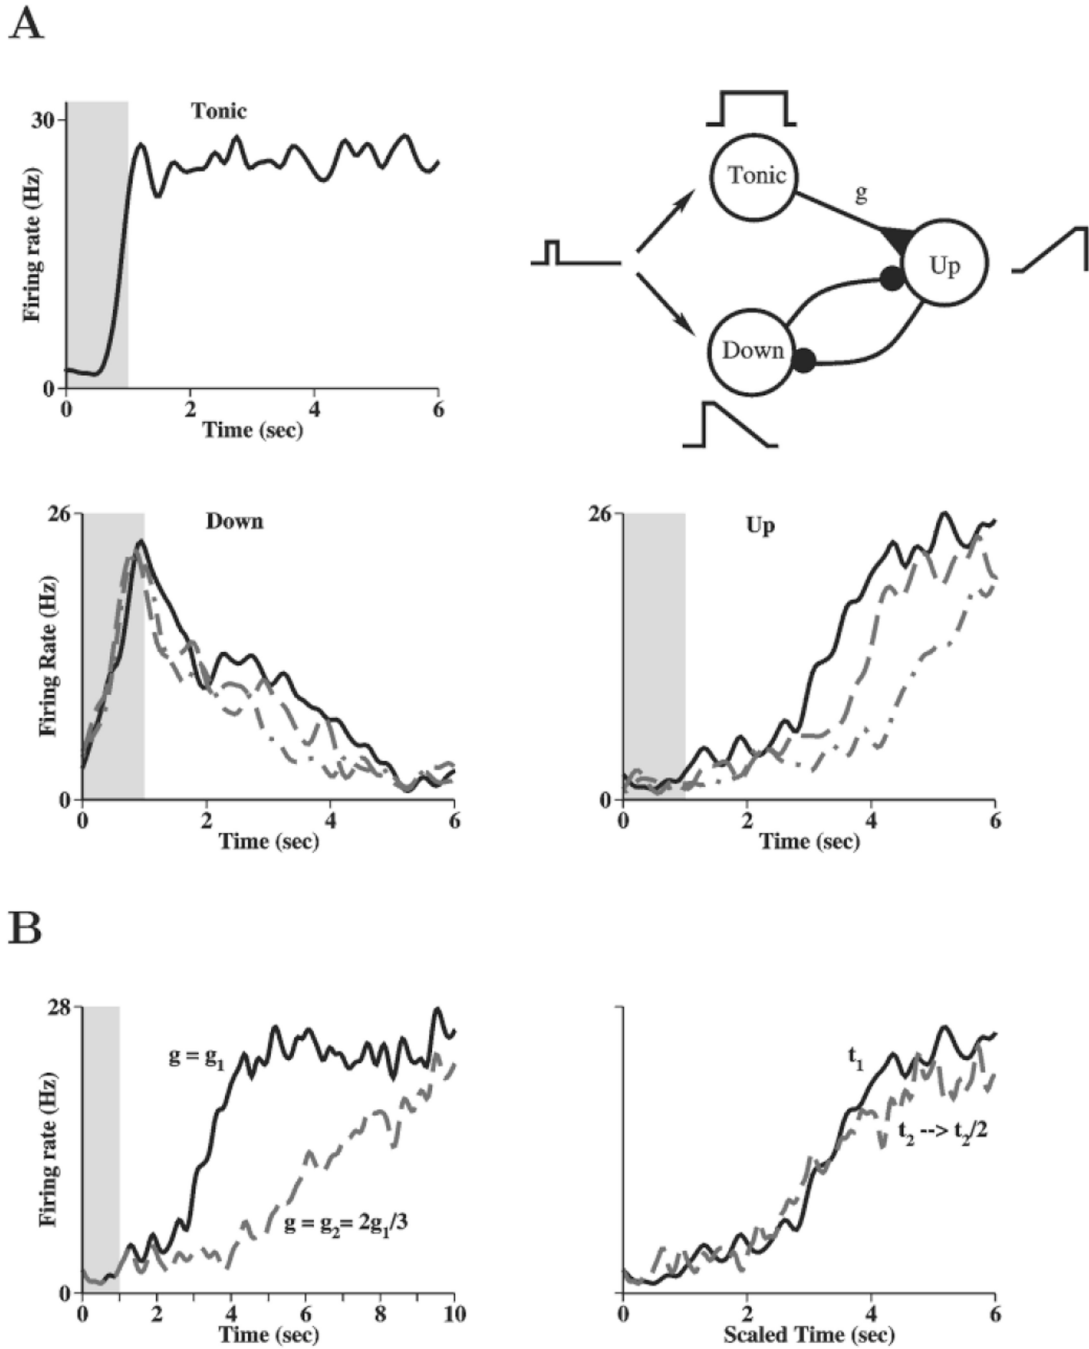 A
Tonic
30
Firing rate (Hz)
0
0 2 4 6
Time (sec)
Tonic
g
Up
Down
26
Down
Firing Rate (Hz)
0
0 2 4 6
Time (sec)
26
Up
0
0 2 4 6
Time (sec)
B
28
g = g1
g = g2= 2g1/3
Firing rate (Hz)
0
0 2 4 6 8 10
Time (sec)
t1
t2 --> t2/2
0 2 4 6
Scaled Time (sec)